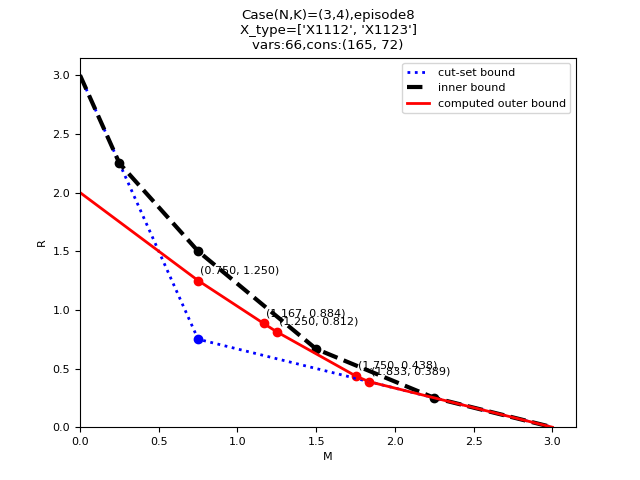 Case(N,K)=(3,4),episode8
X_type=['X1112', 'X1123']
vars:66,cons:(165, 72)
cut-set bound
inner bound
computed outer bound
R
3.0
2.5
2.0
1.5
1.0
0.5
0.0
(0.750, 1.250)
(1.167, 0.884)
(1.250, 0.812)
(1.750, 0.438)
(1.833, 0.389)
0.0 0.5 1.0 1.5 2.0 2.5 3.0
M